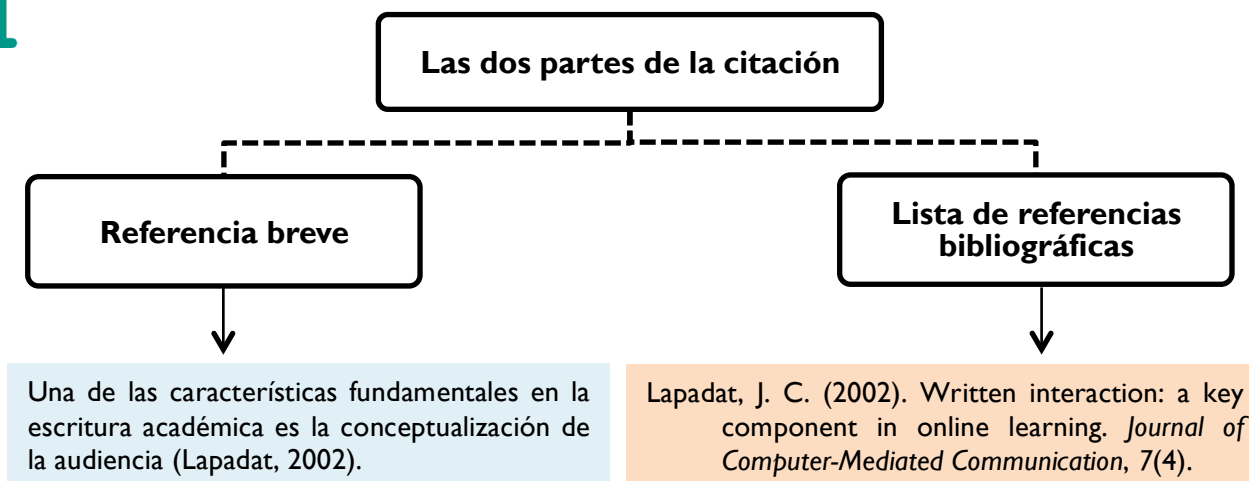 Las dos partes de la citación
Referencia breve
Lista de referencias
bibliográficas
Una de las características fundamentales en la
escritura académica es la conceptualización de
la audiencia (Lapadat, 2002).
Lapadat, J. C. (2002). Written interaction: a key
component in online learning. Journal of
Computer-Mediated Communication, 7(4).